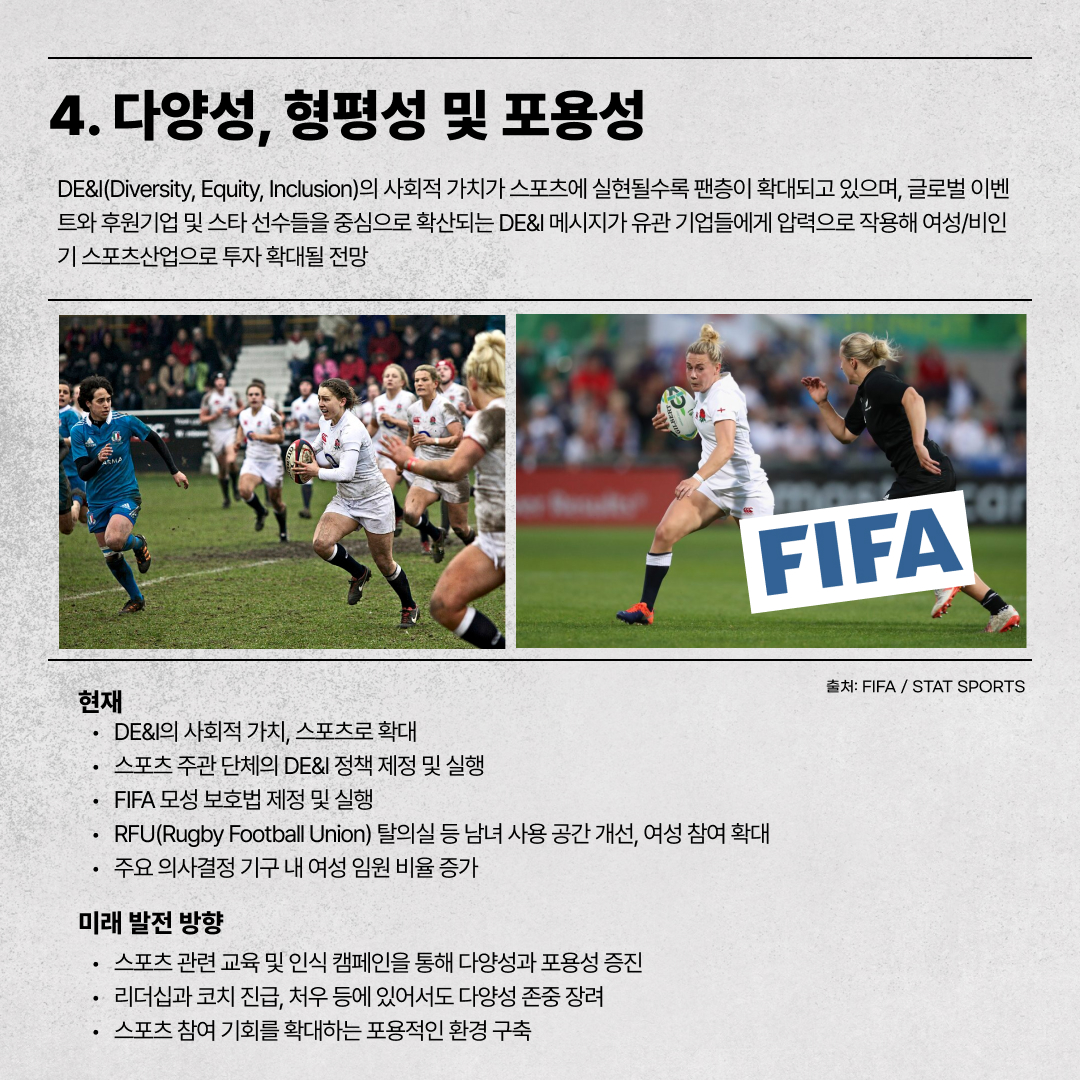 4. 다양성, 형평성 및 포용성
DE&I(Diversity, Equity, Inclusion)의 사회적 가치가 스포츠에 실현될수록 팬층이 확대되고 있으며, 글로벌 이벤
트와 후원기업 및 스타 선수들을 중심으로 확산되는 DE&I 메시지가 유관 기업들에게 압력으로 작용해 여성/비인
기 스포츠산업으로 투자 확대될 전망
FIFA
출처: FIFA / STAT SPORTS
현재
• DE&I의 사회적 가치, 스포츠로 확대
• 스포츠 주관 단체의 DE&I 정책 제정 및 실행
• FIFA 모성 보호법 제정 및 실행
• RFU(Rugby Football Union) 탈의실 등 남녀 사용 공간 개선, 여성 참여 확대
• 주요 의사결정 기구 내 여성 임원 비율 증가
미래 발전 방향
• 스포츠 관련 교육 및 인식 캠페인을 통해 다양성과 포용성 증진
• 리더십과 코치 진급, 처우 등에 있어서도 다양성 존중 장려
• 스포츠 참여 기회를 확대하는 포용적인 환경 구축